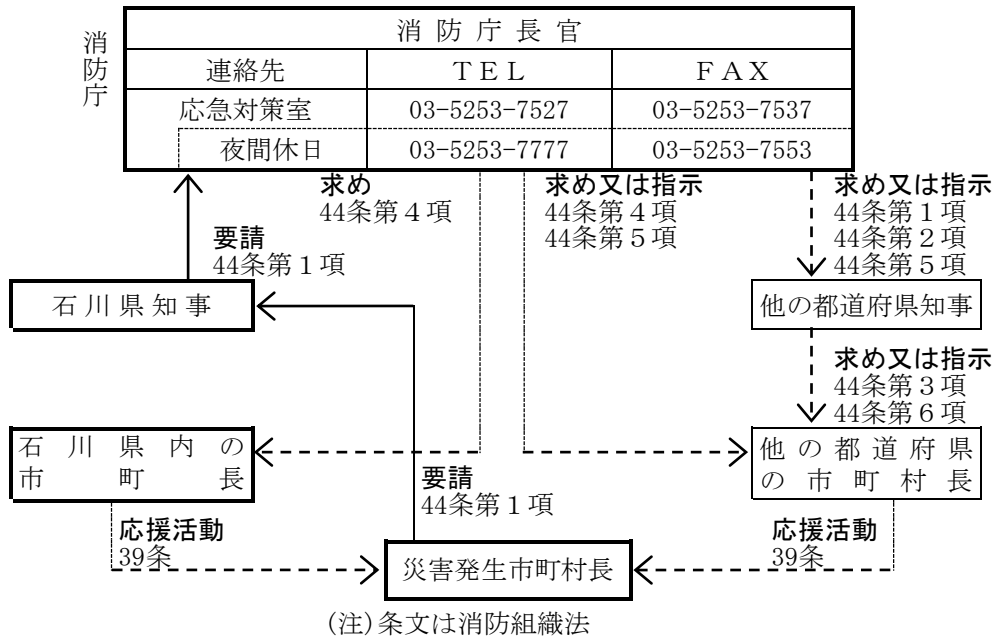 消防庁
消防庁長官
連絡先 ＴＥＬ ＦＡＸ
応急対策室 03-5253-7527 03-5253-7537
夜間休日 03-5253-7777 03-5253-7553
求め
44条第４項
求め又は指示
44条第４項
44条第５項
求め又は指示
44条第１項
44条第２項
44条第５項
要請
44条第１項
石川県知事
他の都道府県知事
求め又は指示
44条第３項
44条第６項
石川県内の
市町長
他の都道府県
の市町村長
要請
44条第１項
応援活動
39条
応援活動
39条
災害発生市町村長
(注)条文は消防組織法